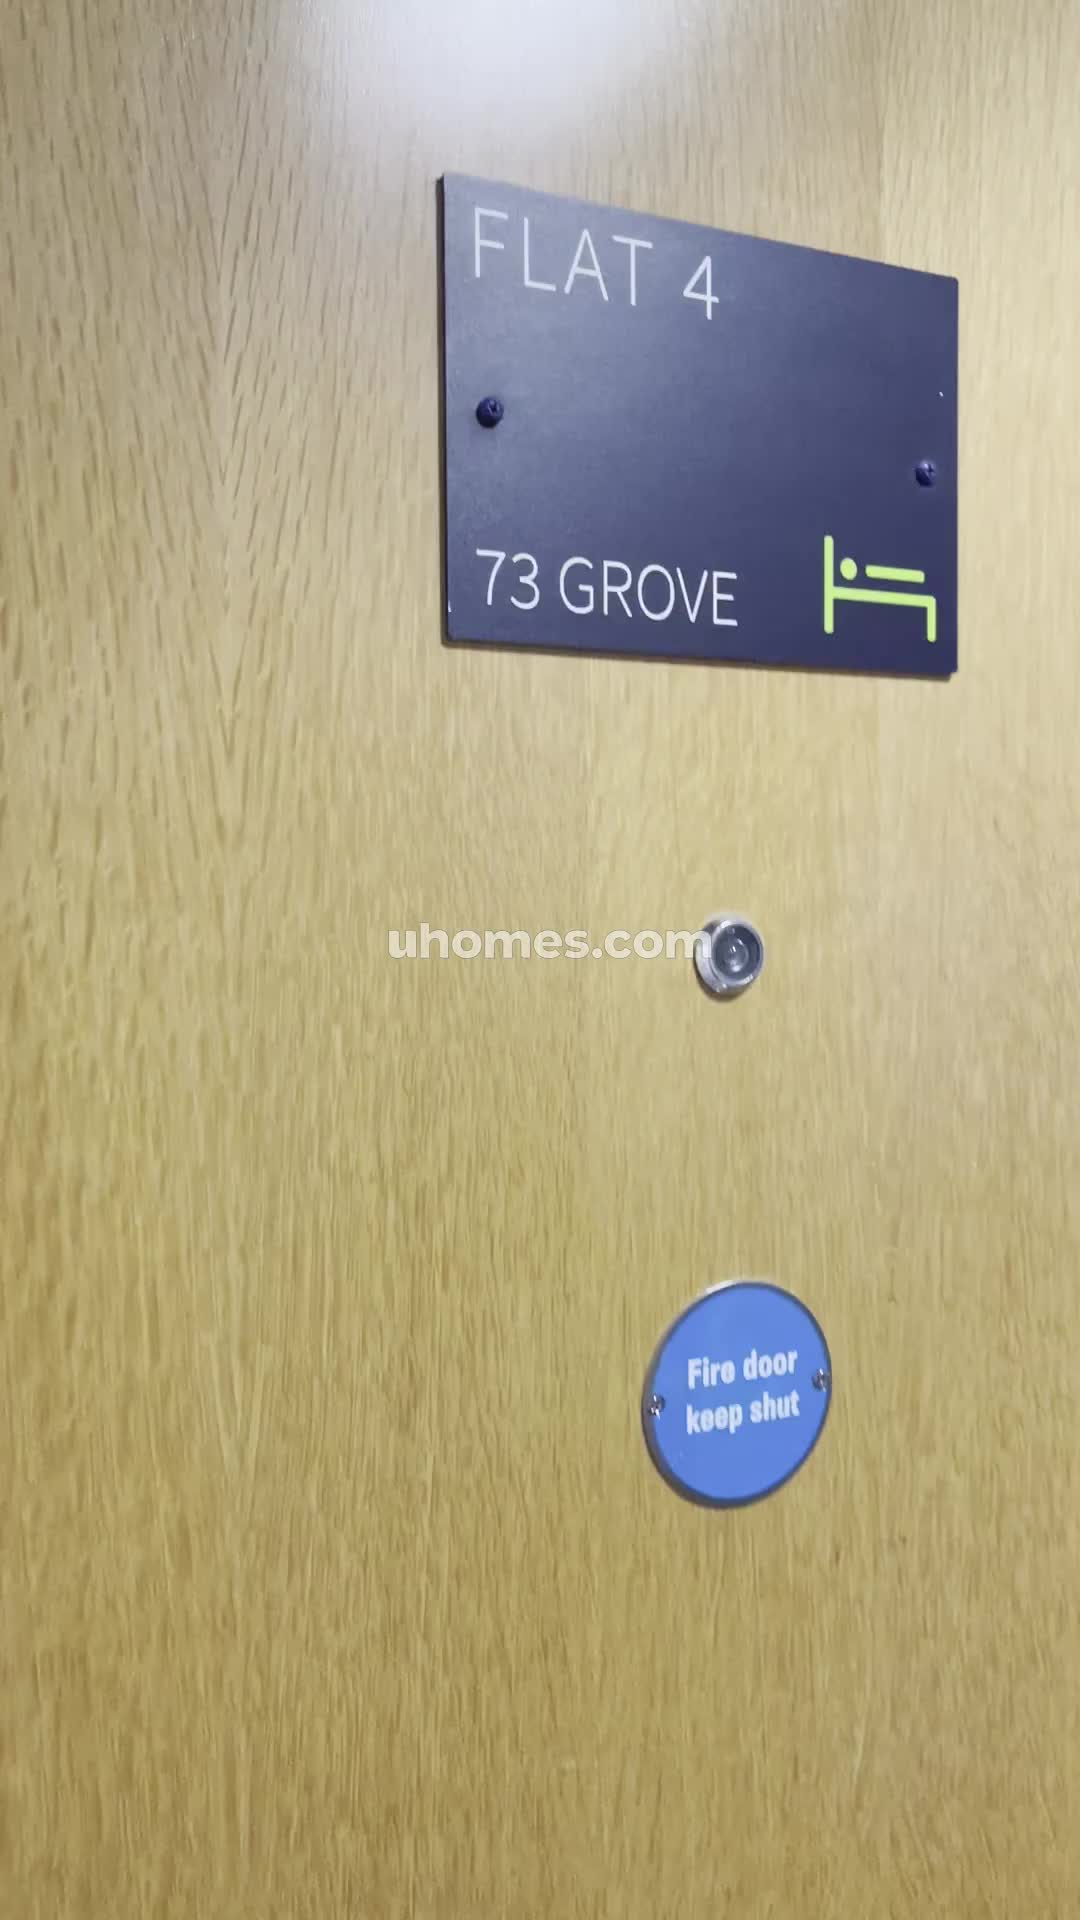 FLAT 4
73 GROVE
uhomes.com
Fire door
keep shut